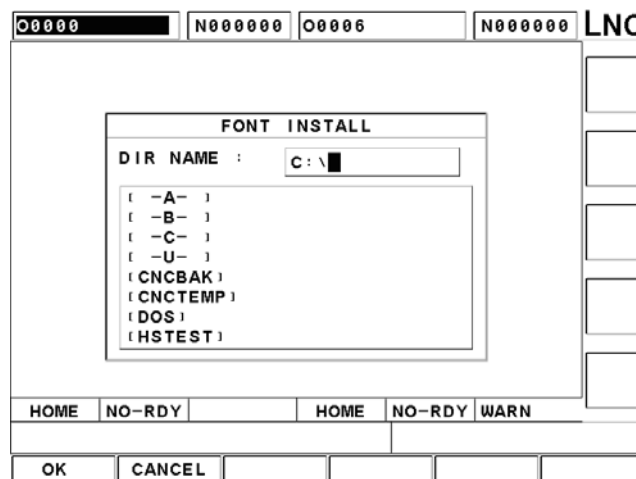 O0000 N000000 O0006 N000000 LNC
FONT INSTALL
DIR NAME : C:\
[ -A- ]
[ -B- ]
[ -C- ]
[ -U- ]
[CNCBAK]
[CNCTEMP]
[DOS]
[HSTEST]
HOME NO-RDY HOME NO-RDY WARN
OK CANCEL